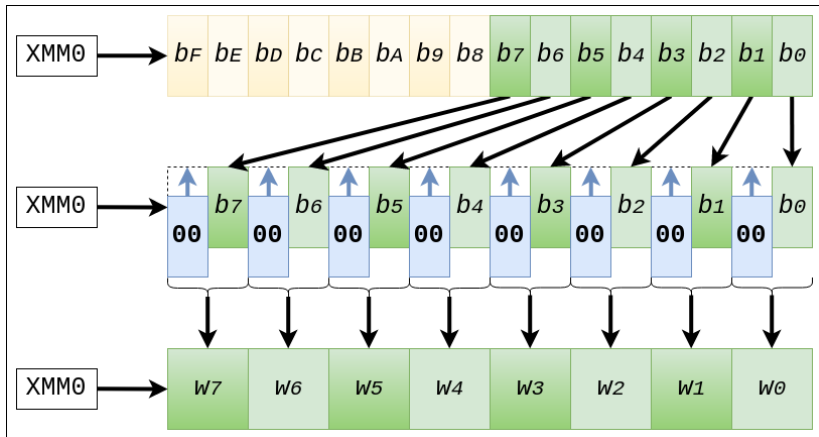 XMM0 bF bE bD bC bB bA b9 b8 b7 b6 b5 b4 b3 b2 b1 b0
XMM0 00 b7 00 b6 00 b5 00 b4 00 b3 00 b2 00 b1 00 b0
XMM0 W7 W6 W5 W4 W3 W2 W1 W0